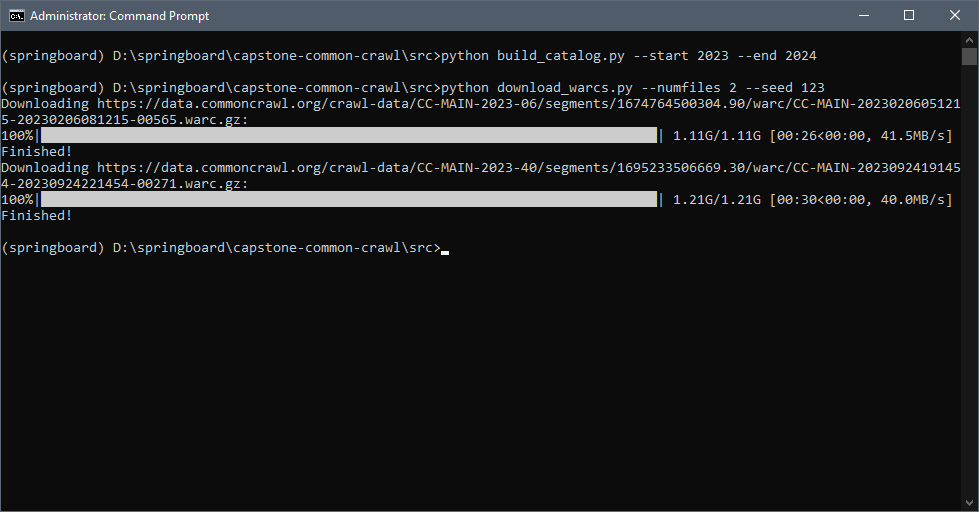 Administrator: Command Prompt
(springboard) D:\springboard\capstone-common-crawl\src>python build_catalog.py --start 2023 --end 2024
(springboard) D:\springboard\capstone-common-crawl\src>python download_warcs.py --numfiles 2 --seed 123
Downloading https://data.commoncrawl.org/crawl-data/CC-MAIN-2023-06/segments/1674764500304.90/warc/CC-MAIN-2023020605121
5-20230206081215-00565.warc.gz:
100%| | 1.11G/1.11G [00:26<00:00, 41.5MB/s]
Finished!
Downloading https://data.commoncrawl.org/crawl-data/CC-MAIN-2023-40/segments/1695233506669.30/warc/CC-MAIN-2023092419145
4-20230924221454-00271.warc.gz:
100%| | 1.21G/1.21G [00:30<00:00, 40.0MB/s]
Finished!
(springboard) D:\springboard\capstone-common-crawl\src>